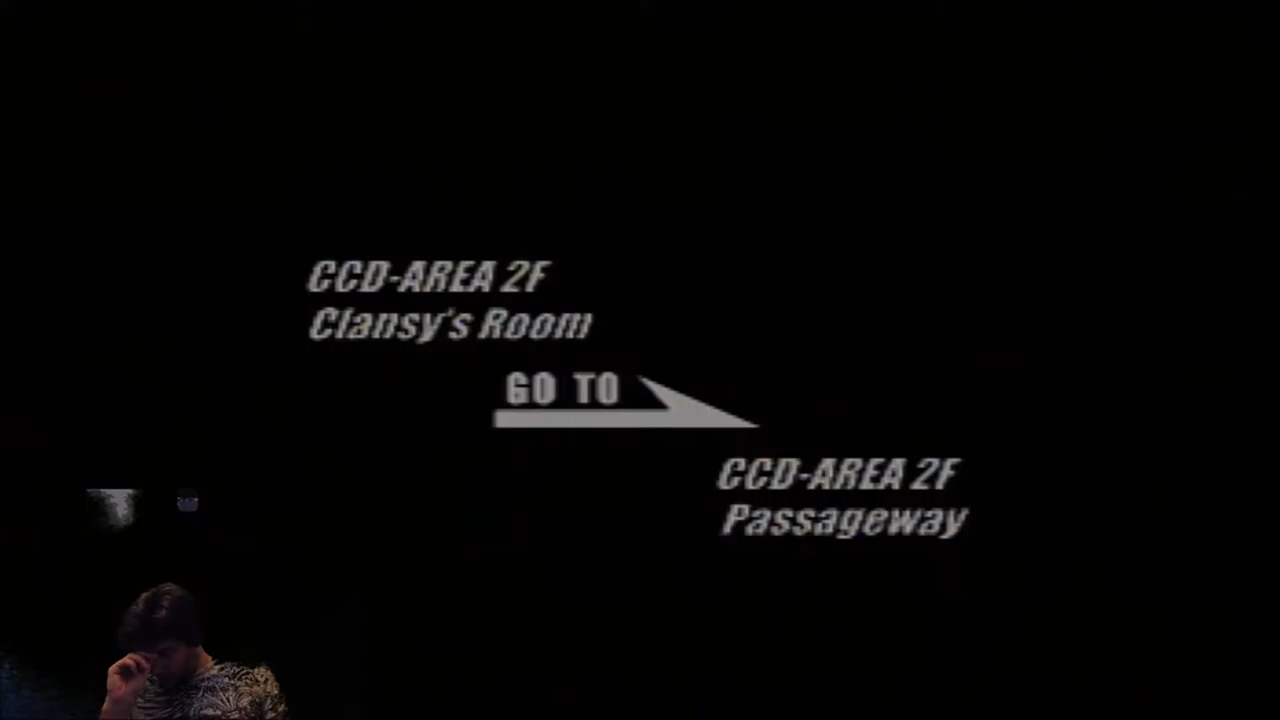 CCD-AREA 2F
Clansy's Room
GO TO
CCD-AREA 2F
Passageway